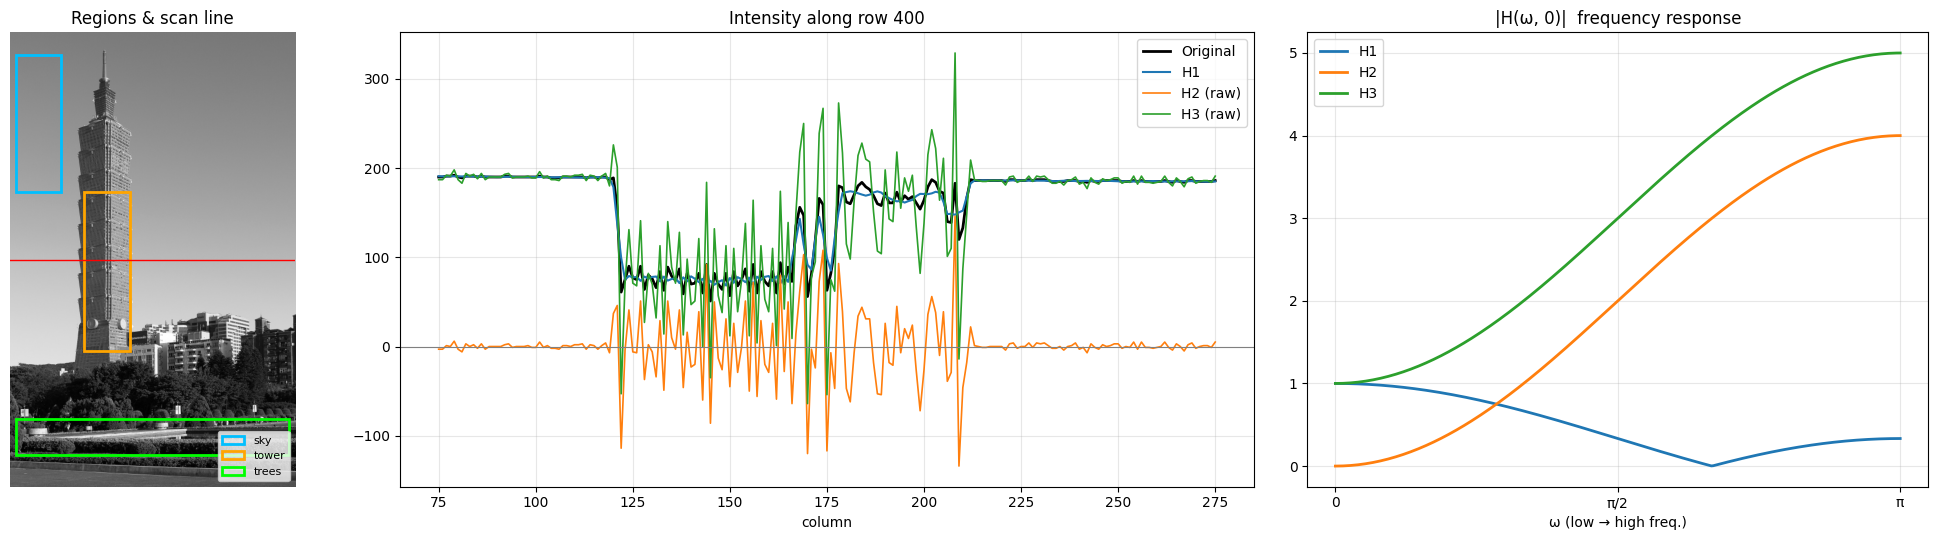 Regions & scan line
sky
tower
trees
Intensity along row 400
300
200
100
0
−100
75
100
125
150
175
200
225
250
275
column
Original
H1
H2 (raw)
H3 (raw)
|H(ω, 0)|  frequency response
5
4
3
2
1
0
0
π/2
π
ω (low → high freq.)
H1
H2
H3